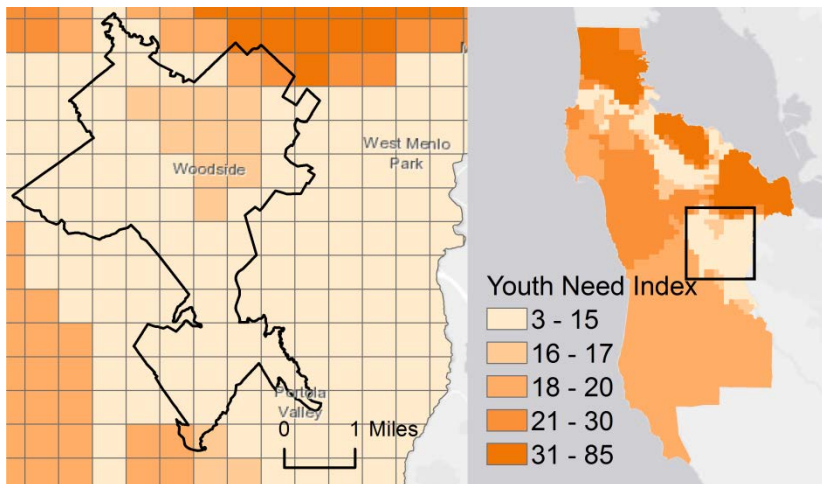 West Menlo
Park
Woodside
Portola
Valley
0 1 Miles
Youth Need Index
3 - 15
16 - 17
18 - 20
21 - 30
31 - 85